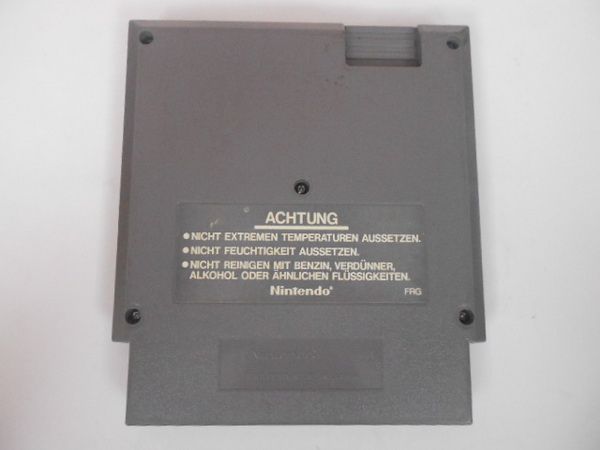 ACHTUNG
● NICHT EXTREMEN TEMPERATUREN AUSSETZEN.
● NICHT FEUCHTIGKEIT AUSSETZEN.
● NICHT REINIGEN MIT BENZIN, VERDÜNNER,
ALKOHOL ODER ÄHNLICHEN FLÜSSIGKEITEN.
Nintendo®
FRG